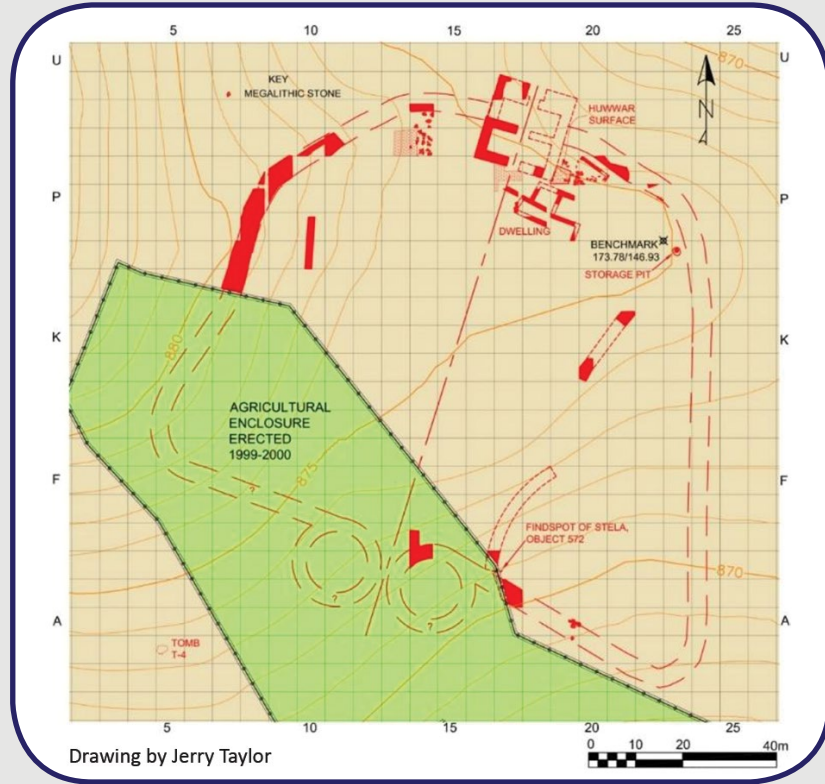 5 10 15 20 25
U U
870
KEY
MEGALITHIC STONE
HUWWAR
SURFACE
N
P P
DWELLING
BENCHMARK
173.78/146.93
STORAGE PIT
K K
880
AGRICULTURAL
ENCLOSURE
ERECTED
1999-2000
875
F F
?
FINDSPOT OF STELA,
OBJECT 572
870
?
?
A A
TOMB
T-4
5 10 15 20 25
Drawing by Jerry Taylor
0 10 20 40m